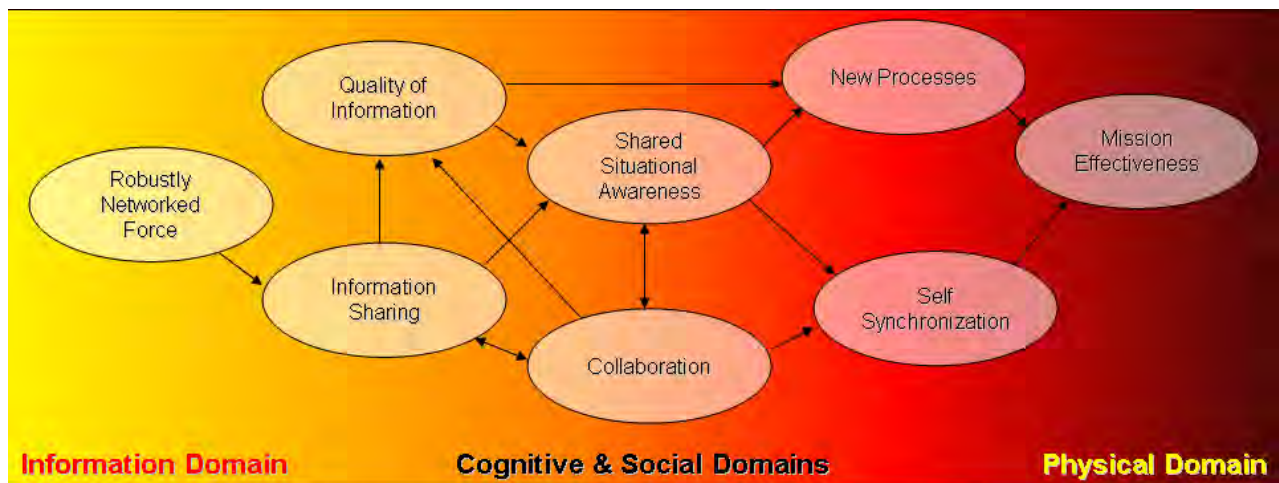 Quality of
Information
New Processes
Shared
Situational
Awareness
Mission
Effectiveness
Robustly
Networked
Force
Information
Sharing
Self
Synchronization
Collaboration
Information Domain
Cognitive & Social Domains
Physical Domain